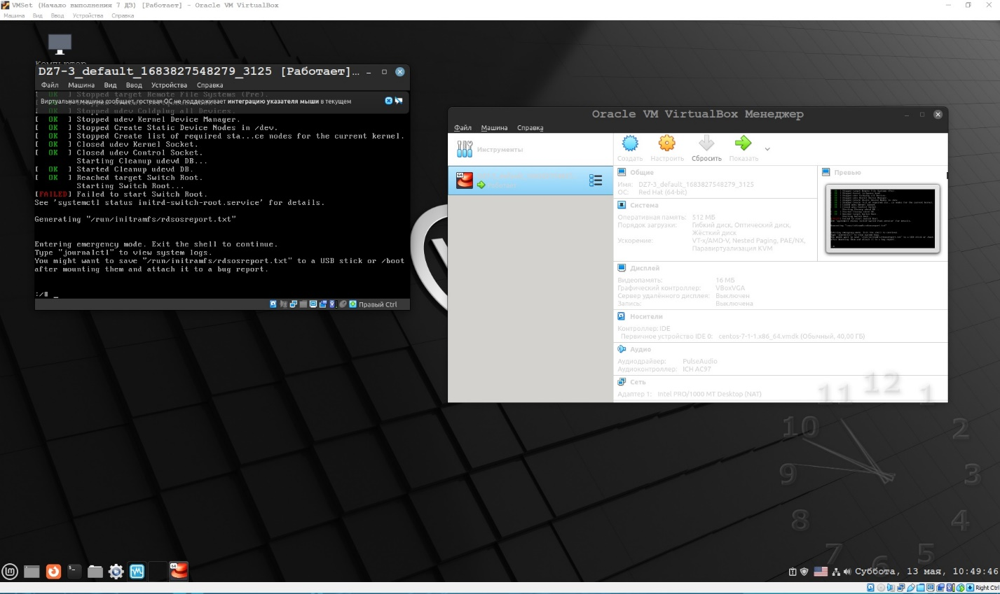 VMSet (Начало выполнения 7 ДЗ) [Работает] - Oracle VM VirtualBox
Машина Вид Ввод Устройства Справка
Компьютер
DZ7-3_default_1683827548279_3125 [Работает]...
Файл Машина Вид Ввод Устройства Справка
[ OK ] Stopped target Remote File Systems (Pre).
Виртуальная машина сообщает, гостевая ОС не поддерживает интеграцию указателя мыши в текущем
[ OK ] Stopped udev Coldplug all Devices.
[ OK ] Stopped udev Kernel Device Manager.
[ OK ] Stopped Create Static Device Nodes in /dev.
[ OK ] Stopped Create list of required sta...ce nodes for the current kernel.
[ OK ] Closed udev Kernel Socket.
[ OK ] Closed udev Control Socket.
Starting Cleanup udevd DB...
[ OK ] Started Cleanup udevd DB.
[ OK ] Reached target Switch Root.
Starting Switch Root...
[FAILED] Failed to start Switch Root.
See 'systemctl status initrd-switch-root.service' for details.
Generating "/run/initramfs/rdsosreport.txt"
Entering emergency mode. Exit the shell to continue.
Type "journalctl" to view system logs.
You might want to save "/run/initramfs/rdsosreport.txt" to a USB stick or /boot
after mounting them and attach it to a bug report.
:/# _
Правый Ctrl
Oracle VM VirtualBox Менеджер
Файл Машина Справка
Инструменты
Создать Настроить Сбросить Показать
64
Общие
Имя: DZ7-3_default_1683827548279_3125
ОС: Red Hat (64-bit)
Превью
Система
Оперативная память: 512 МБ
Порядок загрузки: Гибкий диск, Оптический диск,
Жёсткий диск
Ускорение: VT-x/AMD-V, Nested Paging, PAE/NX,
Паравиртуализация KVM
Дисплей
Видеопамять: 16 МБ
Графический контроллер: VBoxVGA
Сервер удалённого дисплея: Выключен
Запись: Выключена
Носители
Контроллер: IDE
Первичное устройство IDE 0: centos-7-1-1.x86_64.vmdk (Обычный, 40,00 ГБ)
Аудио
Аудиодрайвер: PulseAudio
Аудиоконтроллер: ICH AC97
Сеть
Адаптер 1: Intel PRO/1000 MT Desktop (NAT)
11 12 1
10 2
9 3
8 4
7 6 5
64
Суббота, 13 мая, 10:49:46
Right Ctrl